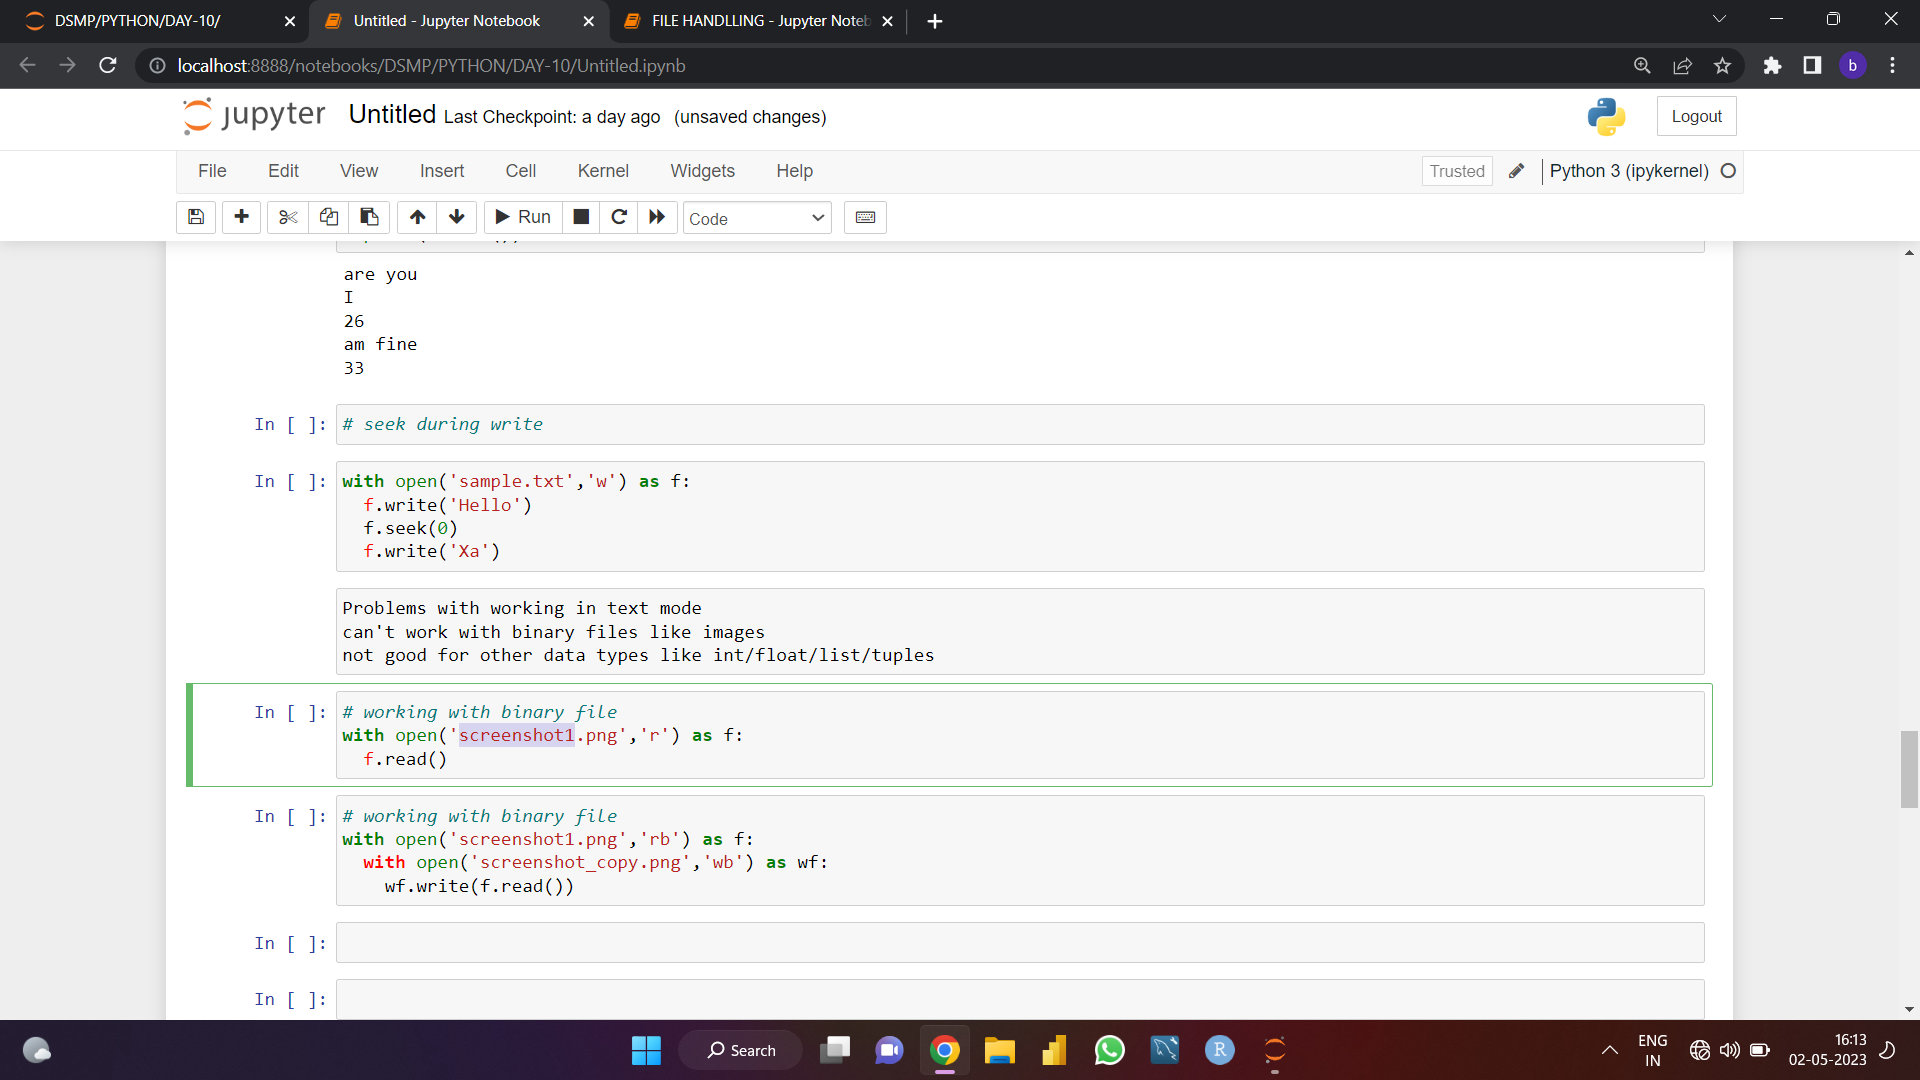 DSMP/PYTHON/DAY-10/
Untitled - Jupyter Notebook
FILE HANDLLING - Jupyter Noteb
localhost:8888/notebooks/DSMP/PYTHON/DAY-10/Untitled.ipynb
b
jupyter Untitled Last Checkpoint: a day ago (unsaved changes)
Logout
File Edit View Insert Cell Kernel Widgets Help
Trusted
Python 3 (ipykernel)
Run
Code
are you
I
26
am fine
33
In [ ]: # seek during write
In [ ]: with open('sample.txt','w') as f:
f.write('Hello')
f.seek(0)
f.write('Xa')
Problems with working in text mode
can't work with binary files like images
not good for other data types like int/float/list/tuples
In [ ]: # working with binary file
with open('screenshot1.png','r') as f:
f.read()
In [ ]: # working with binary file
with open('screenshot1.png','rb') as f:
with open('screenshot_copy.png','wb') as wf:
wf.write(f.read())
In [ ]:
In [ ]:
Search
R
ENG
IN
16:13
02-05-2023